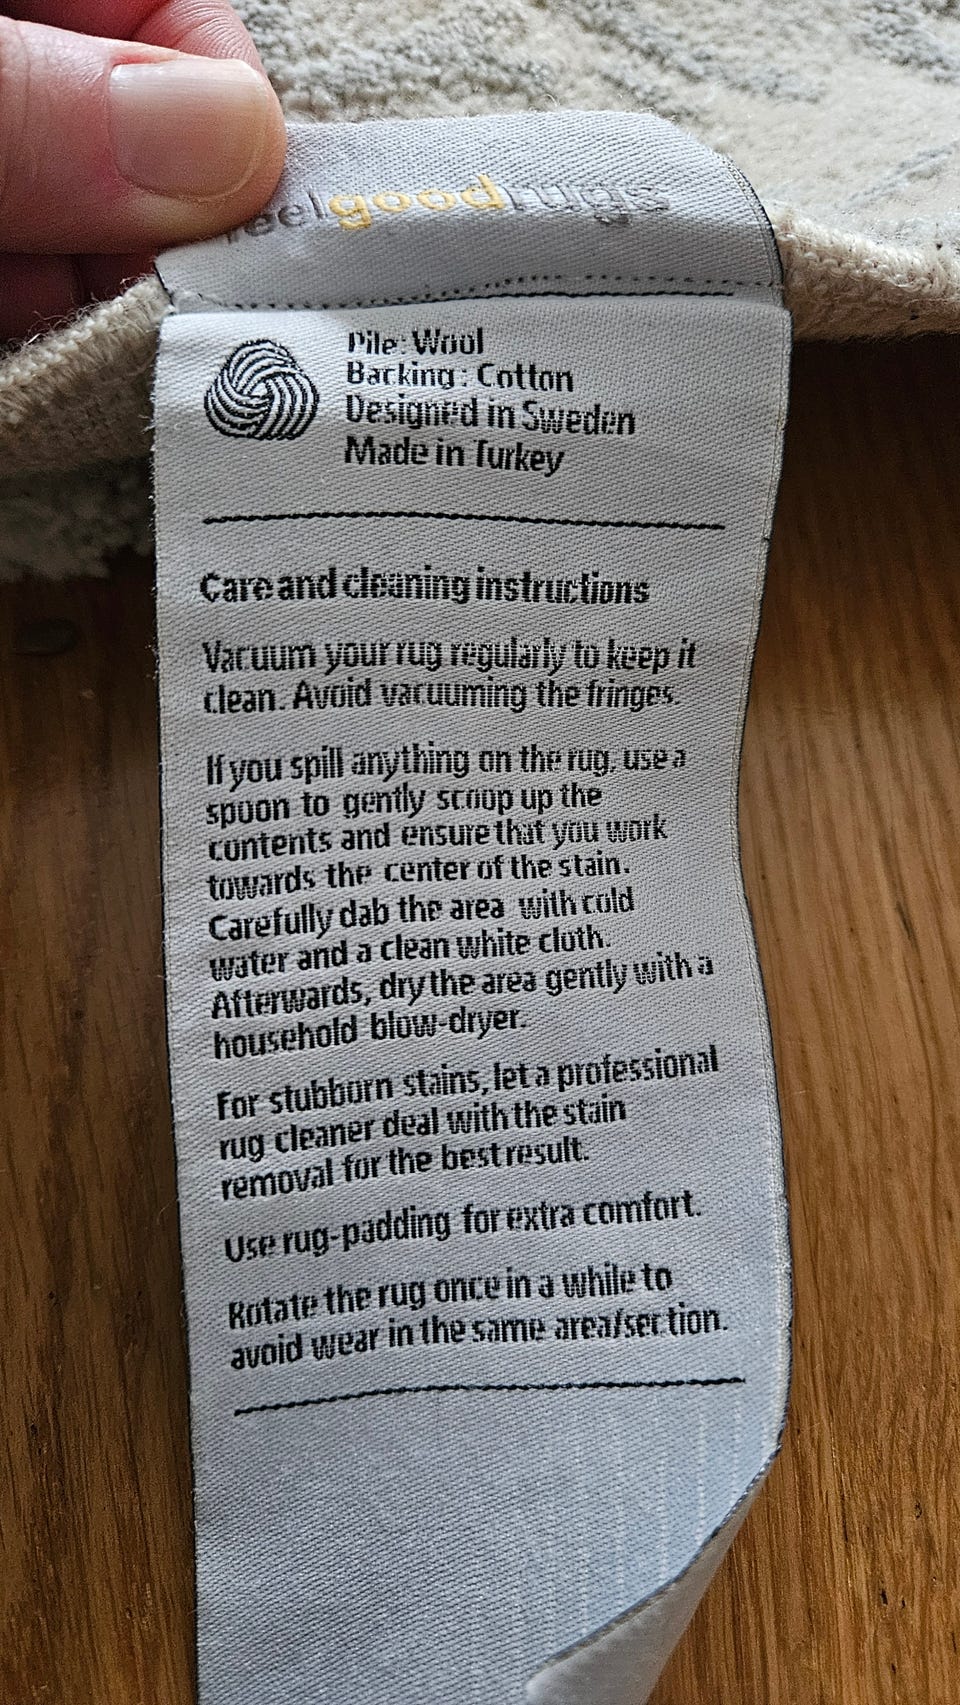 feelgoodrugs
Pile: Wool
Backing : Cotton
Designed in Sweden
Made in Turkey
Care and cleaning instructions
Vacuum your rug regularly to keep it
clean. Avoid vacuuming the fringes.
If you spill anything on the rug, use a
spoon to gently scoop up the
contents and ensure that you work
towards the center of the stain.
Carefully dab the area with cold
water and a clean white cloth.
Afterwards, dry the area gently with a
household blow-dryer.
For stubborn stains, let a professional
rug cleaner deal with the stain
removal for the best result.
Use rug-padding for extra comfort.
Rotate the rug once in a while to
avoid wear in the same area/section.